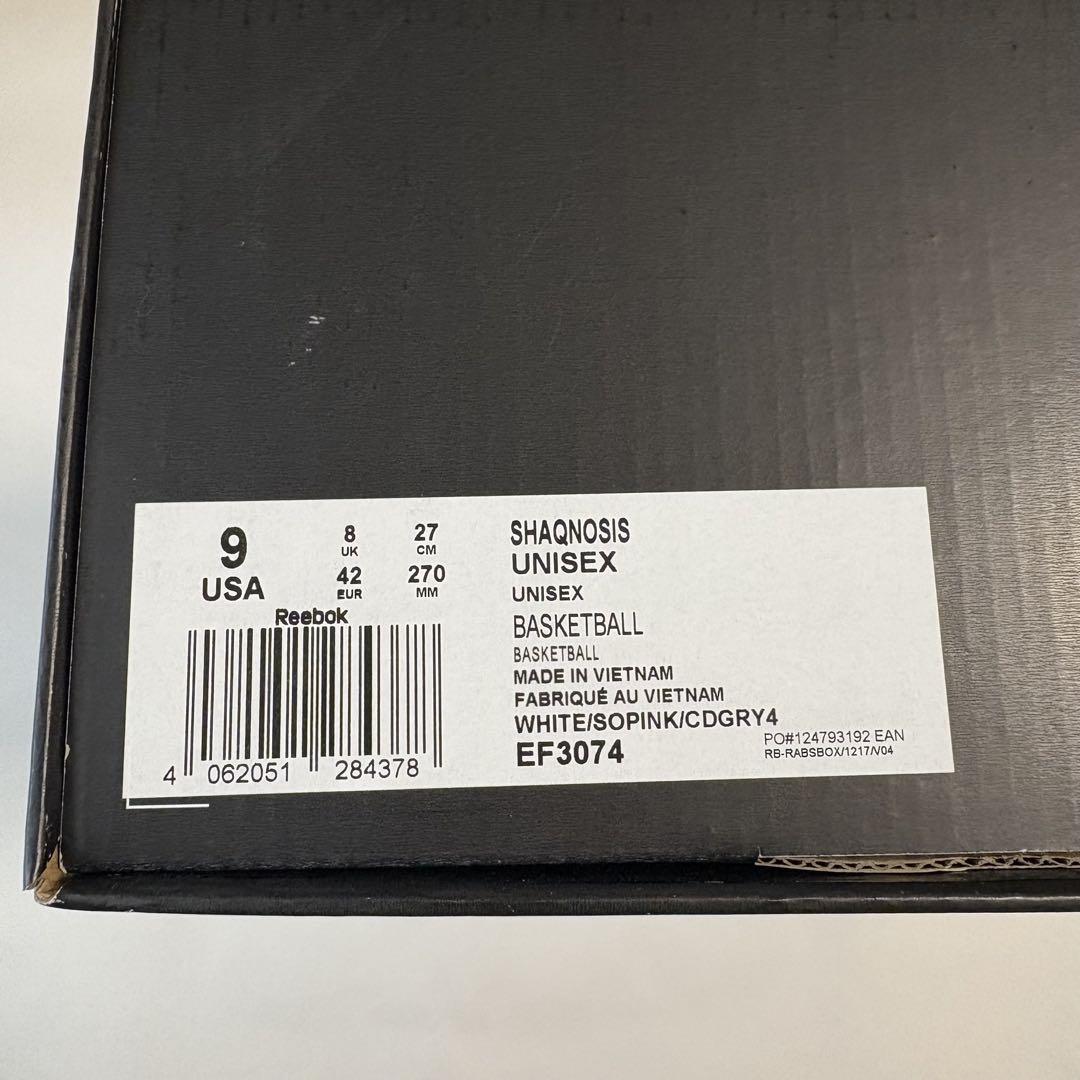 9
USA
8
UK
42
EUR
27
CM
270
MM
Reebok
4 062051 284378
SHAQNOSIS
UNISEX
UNISEX
BASKETBALL
BASKETBALL
MADE IN VIETNAM
FABRIQUÉ AU VIETNAM
WHITE/SOPINK/CDGRY4
EF3074
PO#124793192 EAN
RB-RABSBOX/1217/V04